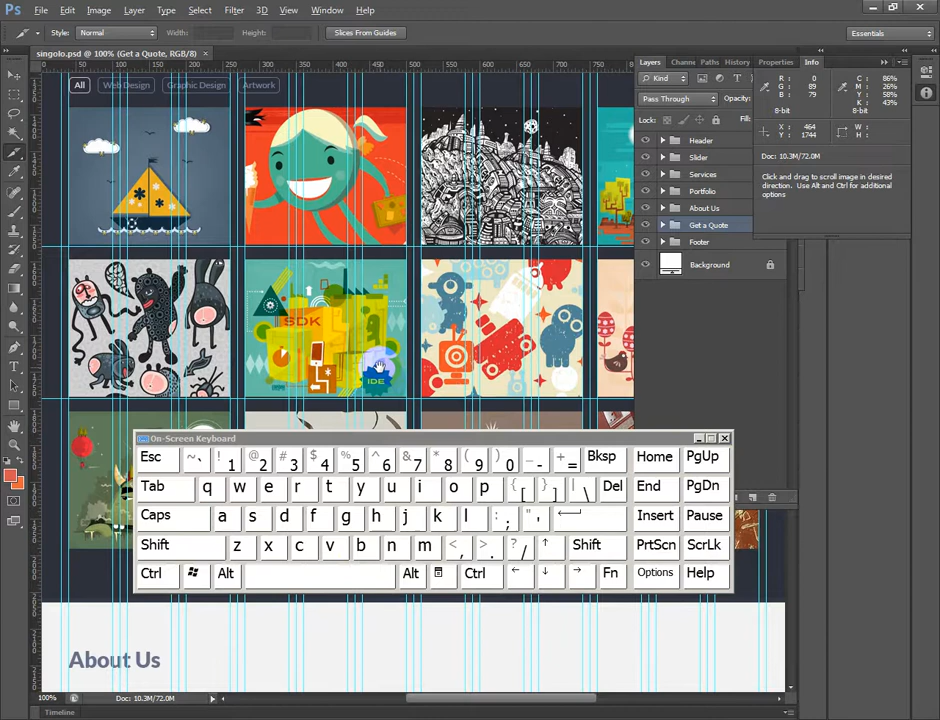 Ps File Edit Image Layer Type Select Filter 3D View Window Help
Style: Normal Width: Height: Slices From Guides Essentials
singolo.psd @ 100% (Get a Quote, RGB/8) ×
Layers Channe Paths History Properties Info
All Web Design Graphic Design Artwork
Kind T
Pass Through Opacity:
Lock: Fill:
R: 0 C: 86%
G: 89 M: 26%
B: 79 Y: 58%
K: 43%
8-bit 8-bit
X: 464 W:
Y: 1744 H:
Doc: 10.3M/72.0M
Click and drag to scroll image in desired
direction. Use Alt and Ctrl for additional
options
Header
Slider
Services
Portfolio
About Us
Get a Quote
Footer
Background
SDK
IDE
On-Screen Keyboard
Esc ~ ` ! 1 @ 2 # 3 $ 4 % 5 ^ 6 & 7 * 8 ( 9 ) 0 _ - + = Bksp Home PgUp
Tab q w e r t y u i o p { [ } ] | \ Del End PgDn
Caps a s d f g h j k l : ; " ' Insert Pause
Shift z x c v b n m < , > . ? / ↑ Shift PrtScn ScrLk
Ctrl Alt Alt Ctrl ← ↓ → Fn Options Help
About Us
100% Doc: 10.3M/72.0M
Timeline